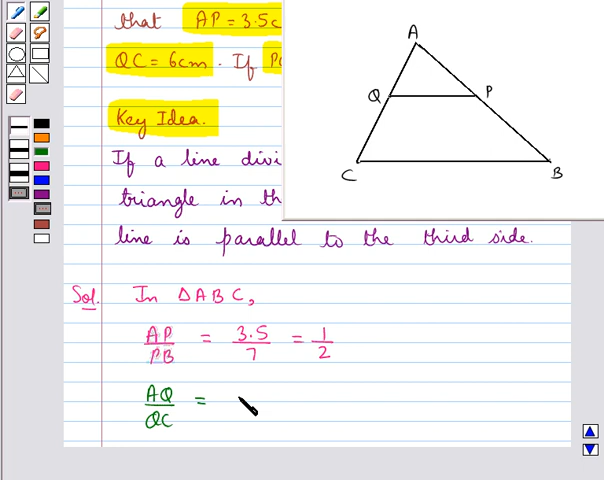 that AP = 3.5c
QC = 6cm. If
Key Idea.
If a line divi
triangle in th
line is parallel to the third side.
Sol. In ΔABC,
AP/PB = 3.5/7 = 1/2
AQ/QC =
A
Q P
C B